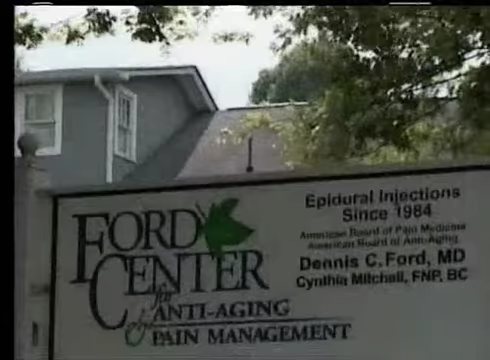 FORD
CENTER
for
ANTI-AGING
& PAIN MANAGEMENT
Epidural Injections
Since 1984
American Board of Pain Medicine
American Board of Anti-Aging
Dennis C. Ford, MD
Cynthia Mitchell, FNP, BC